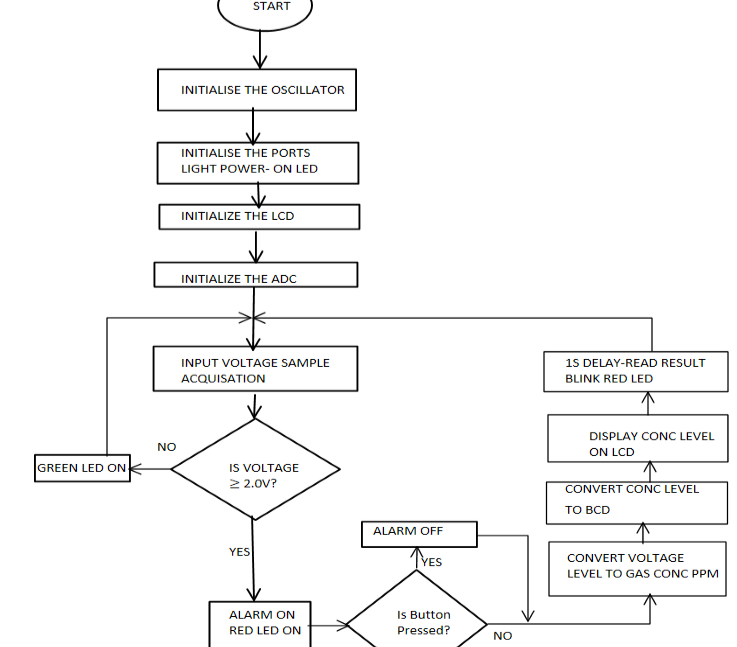 START
INITIALISE THE OSCILLATOR
INITIALISE THE PORTS
LIGHT POWER- ON LED
INITIALIZE THE LCD
INITIALIZE THE ADC
INPUT VOLTAGE SAMPLE
ACQUISATION
IS VOLTAGE
≥ 2.0V?
NO
GREEN LED ON
YES
ALARM ON
RED LED ON
Is Button
Pressed?
YES
ALARM OFF
NO
CONVERT VOLTAGE
LEVEL TO GAS CONC PPM
CONVERT CONC LEVEL
TO BCD
DISPLAY CONC LEVEL
ON LCD
1S DELAY-READ RESULT
BLINK RED LED